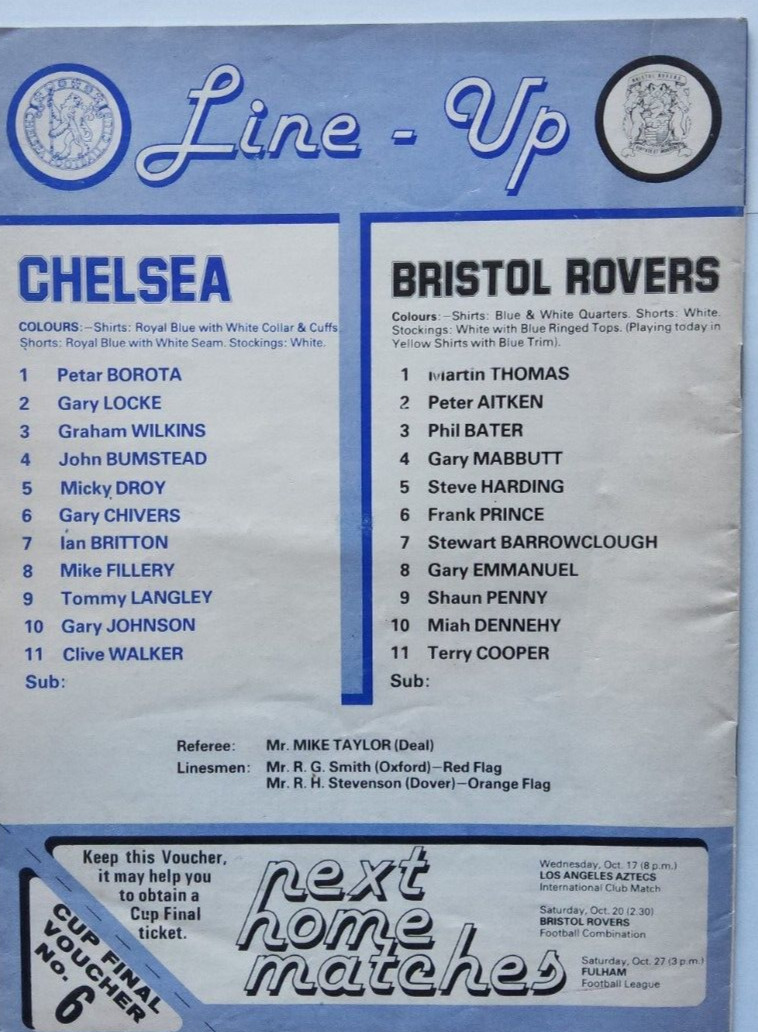 Line - Up
BRISTOL ROVERS
CHELSEA
COLOURS:—Shirts: Royal Blue with White Collar & Cuffs
Shorts: Royal Blue with White Seam. Stockings: White.
1 Petar BOROTA
2 Gary LOCKE
3 Graham WILKINS
4 John BUMSTEAD
5 Micky DROY
6 Gary CHIVERS
7 Ian BRITTON
8 Mike FILLERY
9 Tommy LANGLEY
10 Gary JOHNSON
11 Clive WALKER
Sub:
BRISTOL ROVERS
Colours:—Shirts: Blue & White Quarters. Shorts: White.
Stockings: White with Blue Ringed Tops. (Playing today in
Yellow Shirts with Blue Trim).
1 Martin THOMAS
2 Peter AITKEN
3 Phil BATER
4 Gary MABBUTT
5 Steve HARDING
6 Frank PRINCE
7 Stewart BARROWCLOUGH
8 Gary EMMANUEL
9 Shaun PENNY
10 Miah DENNEHY
11 Terry COOPER
Sub:
Referee: Mr. MIKE TAYLOR (Deal)
Linesmen: Mr. R. G. Smith (Oxford)—Red Flag
Mr. R. H. Stevenson (Dover)—Orange Flag
Keep this Voucher,
it may help you
to obtain a
Cup Final
ticket.
CUP FINAL
VOUCHER
No. 6
next
home
matches
Wednesday, Oct. 17 (8 p.m.)
LOS ANGELES AZTECS
International Club Match
Saturday, Oct. 20 (2.30)
BRISTOL ROVERS
Football Combination
Saturday, Oct. 27 (3 p.m.)
FULHAM
Football League